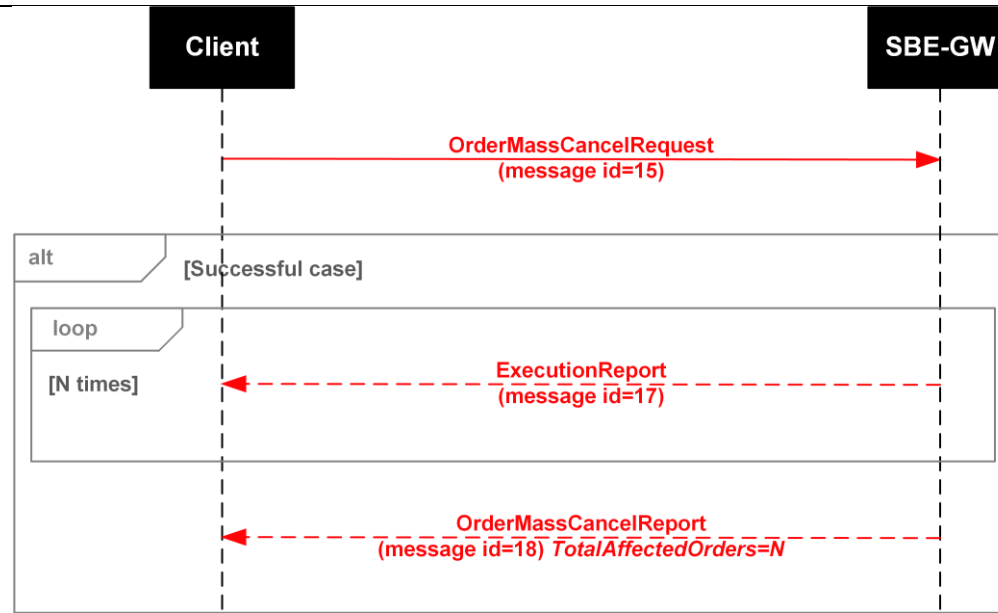 Client
SBE-GW
OrderMassCancelRequest
(message id=15)
alt
[Successful case]
loop
[N times]
ExecutionReport
(message id=17)
OrderMassCancelReport
(message id=18) TotalAffectedOrders=N